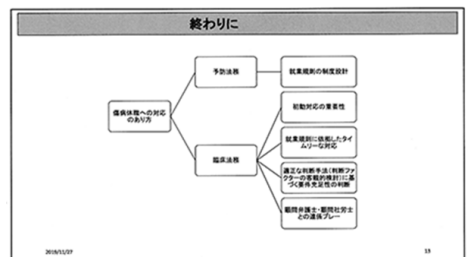 終わりに
予防法務
就業規則の制度設計
初動対応の重要性
傷病休職への対応
のあり方
就業規則に依拠したタイ
ムリーな対応
臨床法務
適正な判断手法(判断ファ
クターの客観的検討)に基
づく要件充足性の判断
顧問弁護士・顧問社労士
との連係プレー
2019/11/27
15